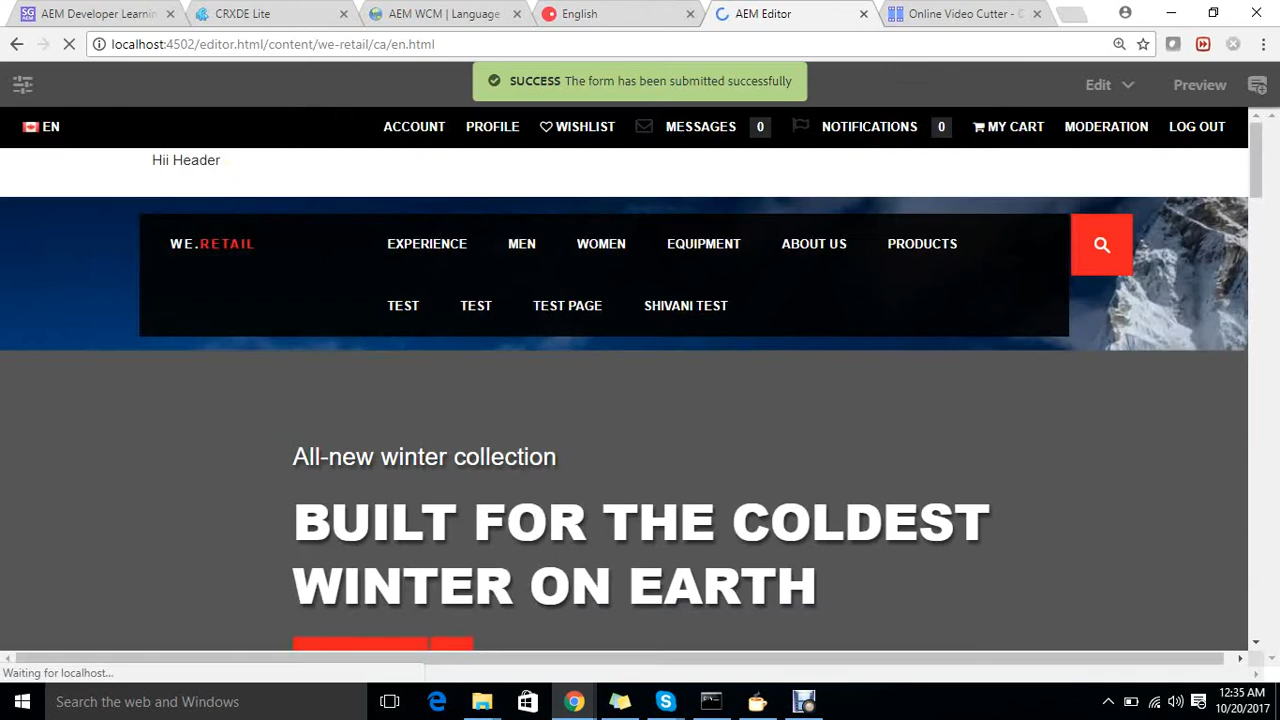 AEM Developer Learnin
CRXDE Lite
AEM WCM | Language
English
AEM Editor
Online Video Cutter - C
localhost:4502/editor.html/content/we-retail/ca/en.html
SUCCESS The form has been submitted successfully
Edit
Preview
EN
ACCOUNT
PROFILE
WISHLIST
MESSAGES
0
NOTIFICATIONS
0
MY CART
MODERATION
LOG OUT
Hii Header
WE.RETAIL
EXPERIENCE
MEN
WOMEN
EQUIPMENT
ABOUT US
PRODUCTS
TEST
TEST
TEST PAGE
SHIVANI TEST
All-new winter collection
BUILT FOR THE COLDEST
WINTER ON EARTH
Waiting for localhost...
Search the web and Windows
12:35 AM
10/20/2017